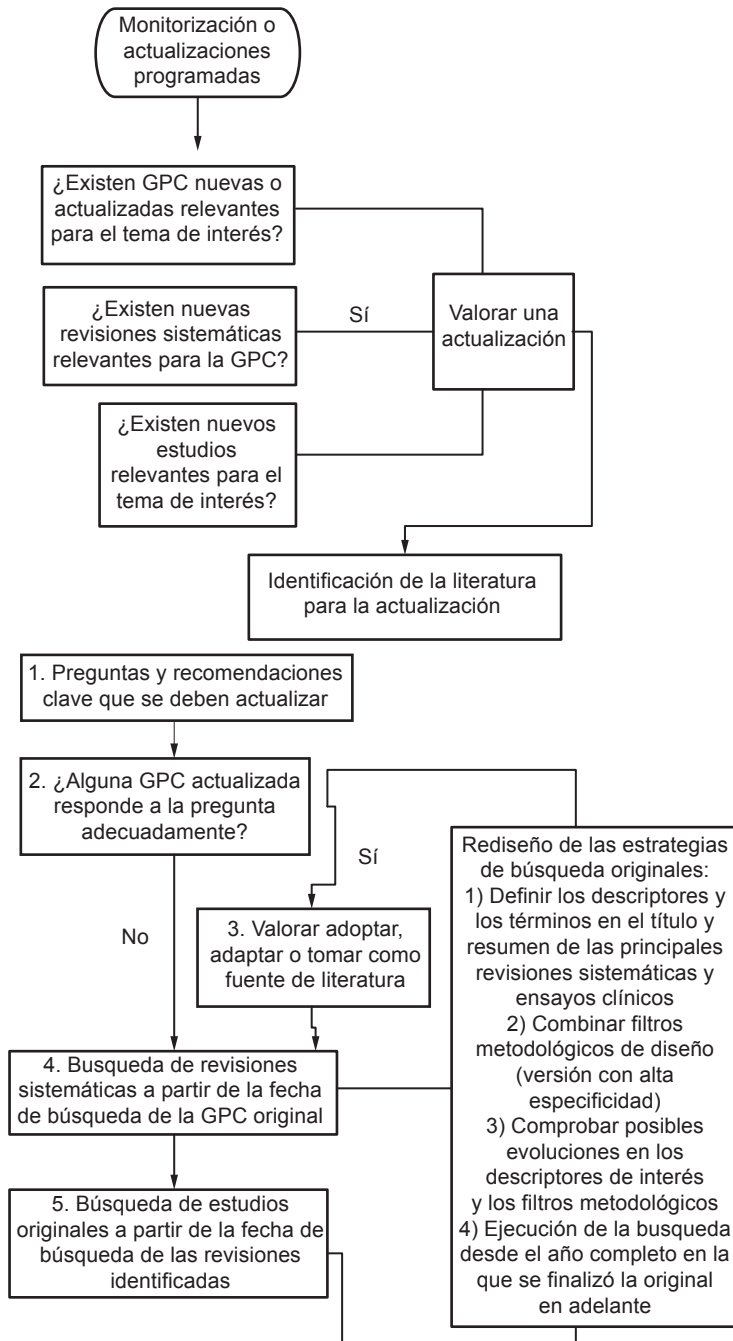 Monitorización o
actualizaciones
programadas
¿Existen GPC nuevas o
actualizadas relevantes
para el tema de interés?
¿Existen nuevas
revisiones sistemáticas
relevantes para la GPC?
Sí
Valorar una
actualización
¿Existen nuevos
estudios
relevantes para el
tema de interés?
Identificación de la literatura
para la actualización
1. Preguntas y recomendaciones
clave que se deben actualizar
2. ¿Alguna GPC actualizada
responde a la pregunta
adecuadamente?
Sí
No
3. Valorar adoptar,
adaptar o tomar como
fuente de literatura
4. Busqueda de revisiones
sistemáticas a partir de la fecha
de búsqueda de la GPC original
5. Búsqueda de estudios
originales a partir de la fecha de
búsqueda de las revisiones
identificadas
Rediseño de las estrategias
de búsqueda originales:
1) Definir los descriptores y
los términos en el título y
resumen de las principales
revisiones sistemáticas y
ensayos clínicos
2) Combinar filtros
metodológicos de diseño
(versión con alta
especificidad)
3) Comprobar posibles
evoluciones en los
descriptores de interés
y los filtros metodológicos
4) Ejecución de la busqueda
desde el año completo en la
que se finalizó la original
en adelante